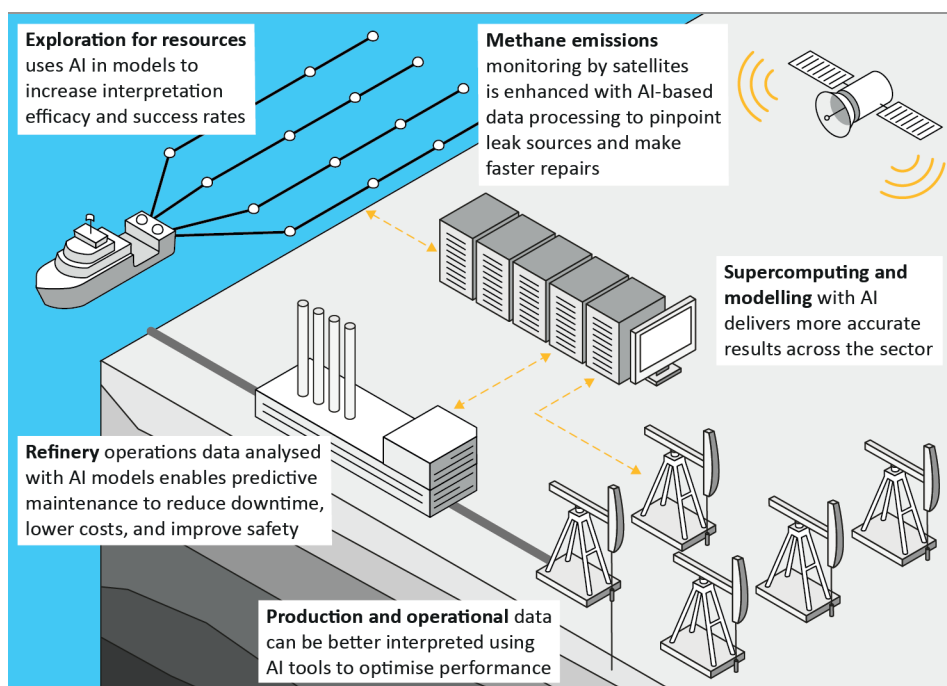 Exploration for resources
uses AI in models to
increase interpretation
efficacy and success rates
Methane emissions
monitoring by satellites
is enhanced with AI-based
data processing to pinpoint
leak sources and make
faster repairs
Supercomputing and
modelling with AI
delivers more accurate
results across the sector
Refinery operations data analysed
with AI models enables predictive
maintenance to reduce downtime,
lower costs, and improve safety
Production and operational data
can be better interpreted using
AI tools to optimise performance